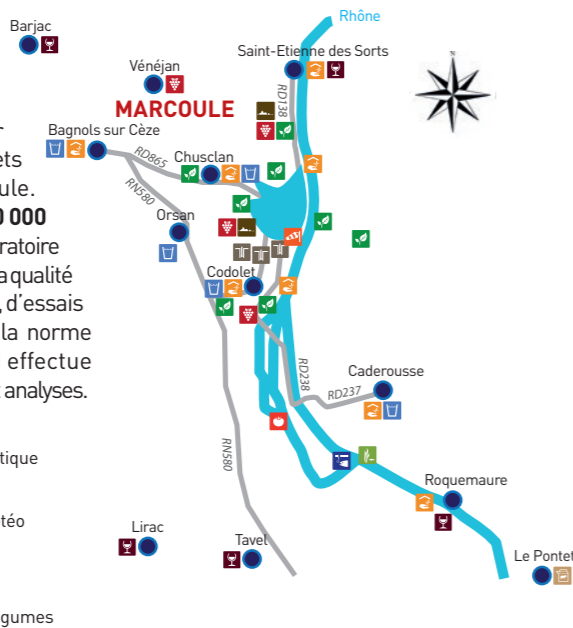 Rhône
Barjac
Saint-Etienne des Sorts
Vénéjan
N
MARCOULE
RD138
Bagnols sur Cèze
RD865
Chusclan
ets
ule.
RN580
Orsan
0 000
ratoire
a qualité
, d'essais
la norme
effectue
analyses.
Codolet
RD238
Caderousse
RD237
RN580
tique
Roquemaure
téo
Lirac
Tavel
Le Pontet
gumes